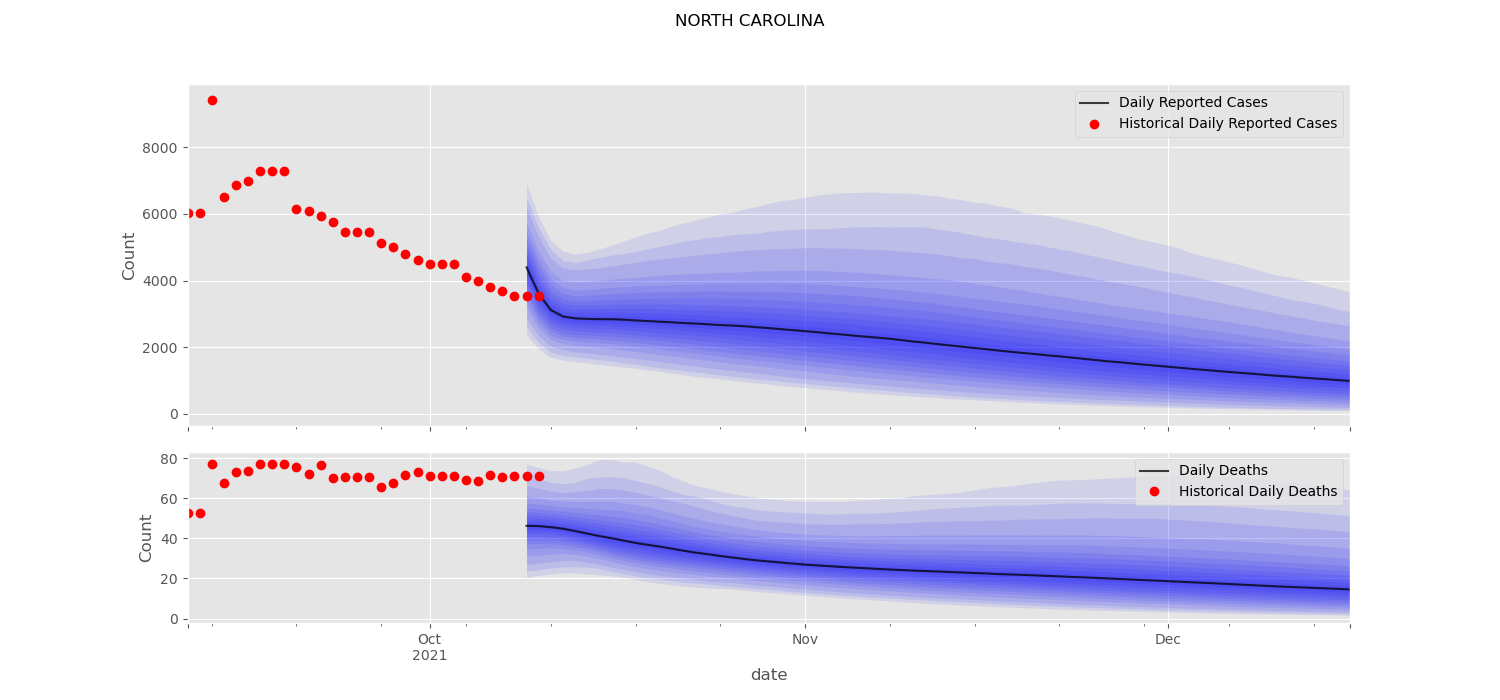 NORTH CAROLINA
Daily Reported Cases
Historical Daily Reported Cases
8000
6000
4000
2000
0
Count
Daily Deaths
Historical Daily Deaths
80
60
40
20
0
Count
Oct
2021
Nov
Dec
date